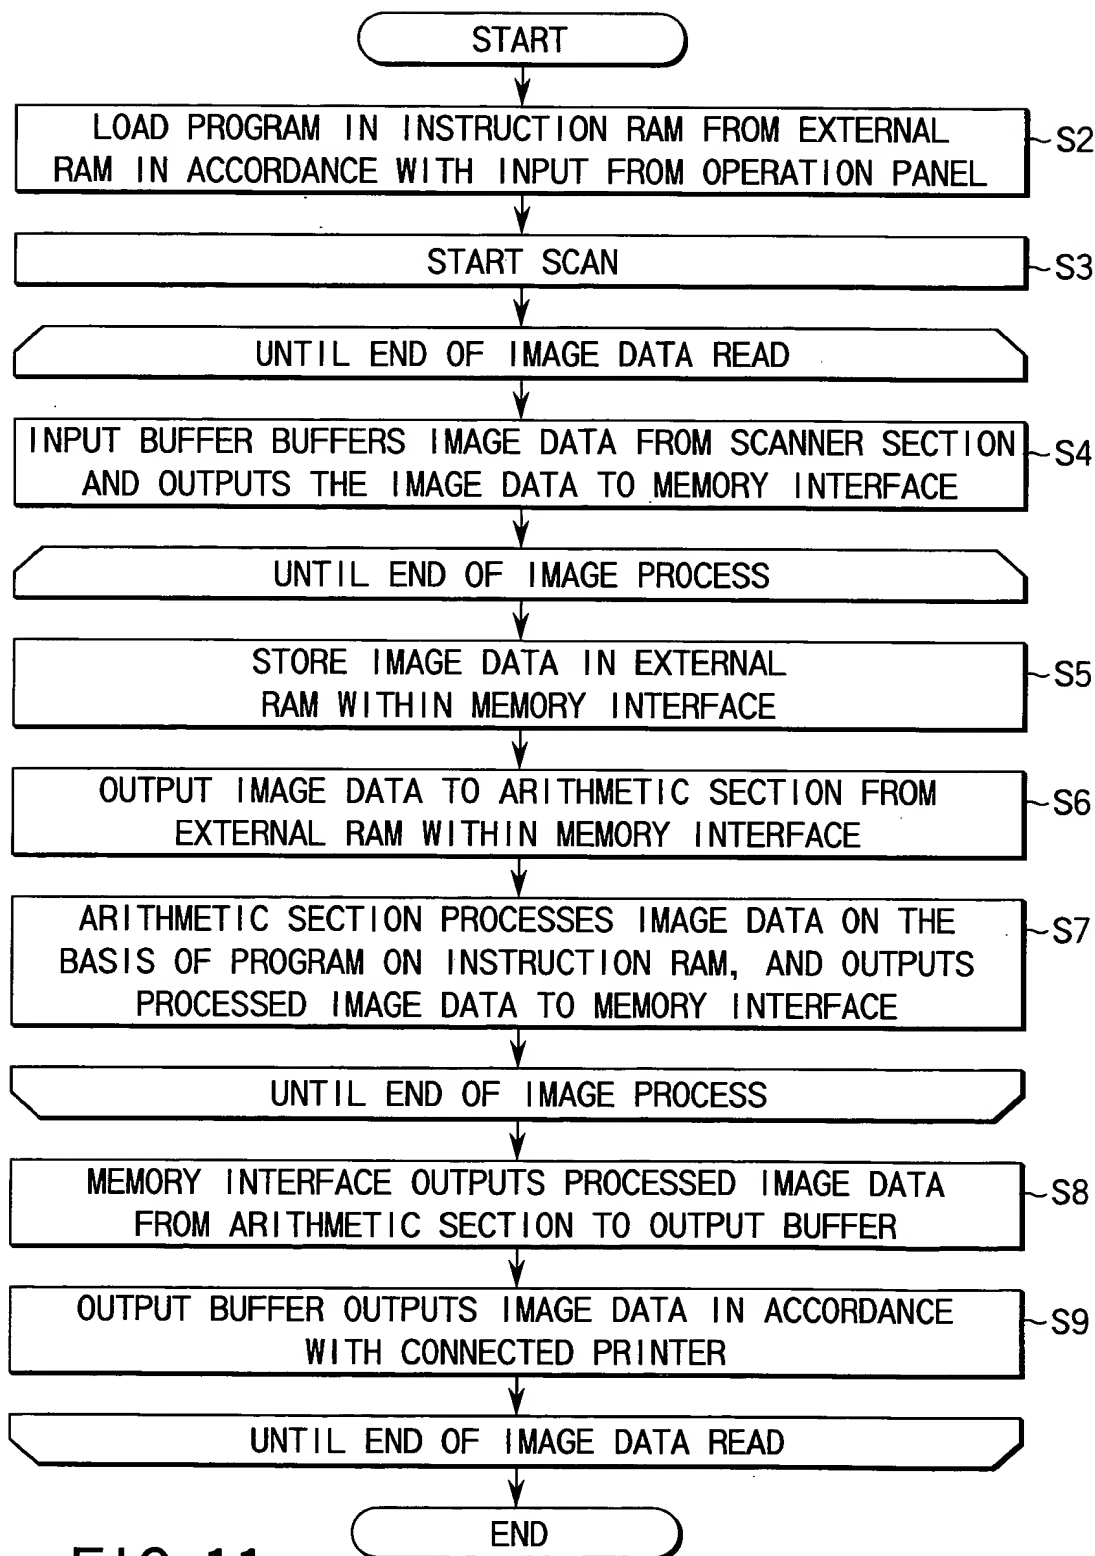 START
LOAD PROGRAM IN INSTRUCTION RAM FROM EXTERNAL
RAM IN ACCORDANCE WITH INPUT FROM OPERATION PANEL
S2
START SCAN
S3
UNTIL END OF IMAGE DATA READ
INPUT BUFFER BUFFERS IMAGE DATA FROM SCANNER SECTION
AND OUTPUTS THE IMAGE DATA TO MEMORY INTERFACE
S4
UNTIL END OF IMAGE PROCESS
STORE IMAGE DATA IN EXTERNAL
RAM WITHIN MEMORY INTERFACE
S5
OUTPUT IMAGE DATA TO ARITHMETIC SECTION FROM
EXTERNAL RAM WITHIN MEMORY INTERFACE
S6
ARITHMETIC SECTION PROCESSES IMAGE DATA ON THE
BASIS OF PROGRAM ON INSTRUCTION RAM, AND OUTPUTS
PROCESSED IMAGE DATA TO MEMORY INTERFACE
S7
UNTIL END OF IMAGE PROCESS
MEMORY INTERFACE OUTPUTS PROCESSED IMAGE DATA
FROM ARITHMETIC SECTION TO OUTPUT BUFFER
S8
OUTPUT BUFFER OUTPUTS IMAGE DATA IN ACCORDANCE
WITH CONNECTED PRINTER
S9
UNTIL END OF IMAGE DATA READ
END
FIG. 11